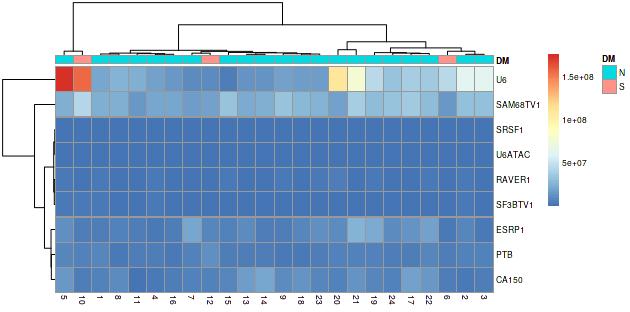 DM
U6
SAM68TV1
SRSF1
U6ATAC
RAVER1
SF3BTV1
ESRP1
PTB
CA150
5 10 1 8 11 4 16 7 12 15 13 14 9 18 23 20 21 19 24 17 22 6 2 3
1.5e+08
1e+08
5e+07
DM
N
S